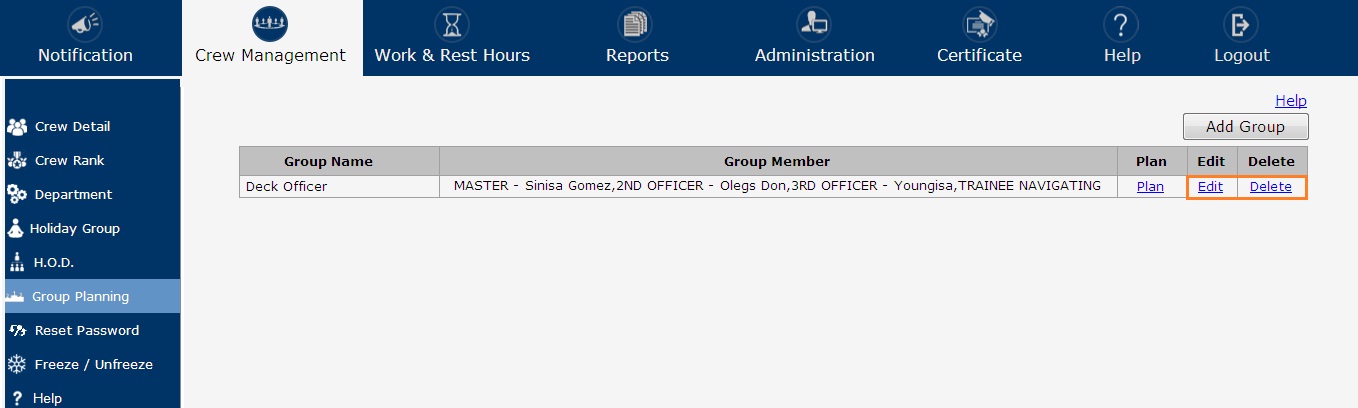 Notification Crew Management Work & Rest Hours Reports Administration Certificate Help Logout
Help
Add Group
Crew Detail
Crew Rank
Department
Holiday Group
H.O.D.
Group Planning
Reset Password
Freeze / Unfreeze
Help
Group Name Group Member Plan Edit Delete
Deck Officer MASTER - Sinisa Gomez,2ND OFFICER - Olegs Don,3RD OFFICER - Youngisa,TRAINEE NAVIGATING Plan Edit Delete